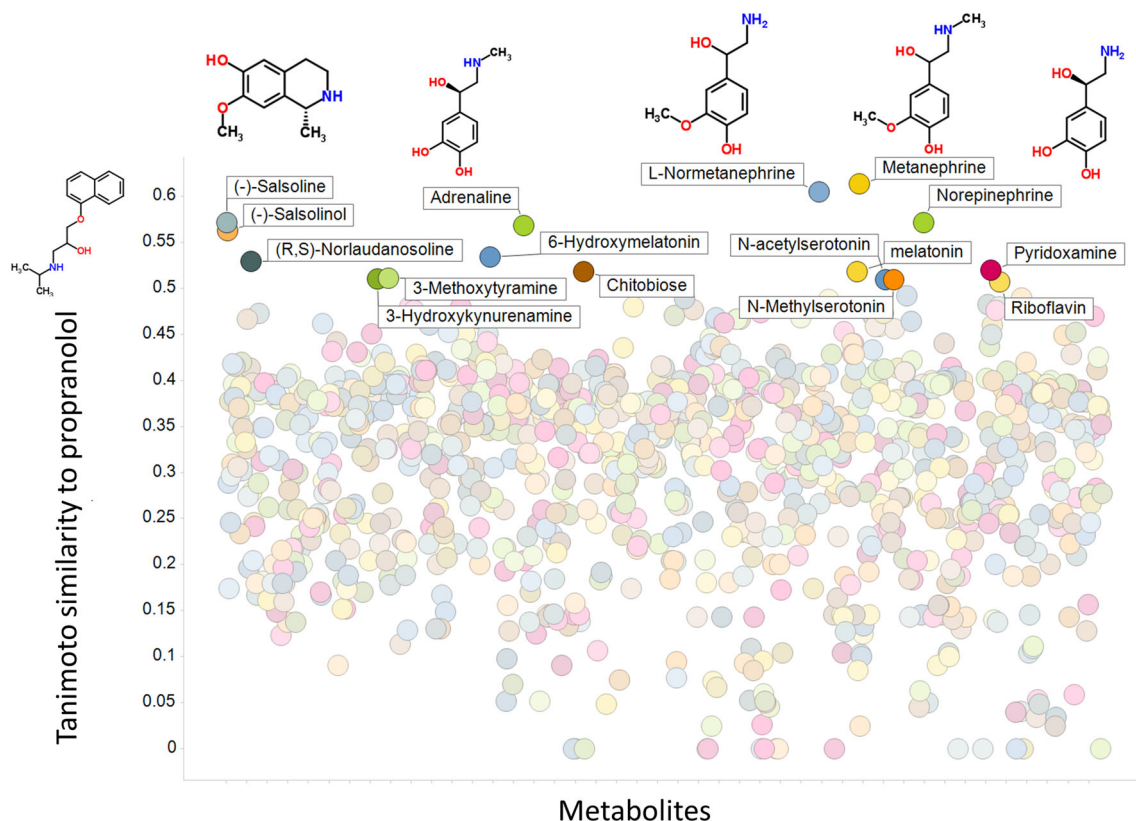 NH₂
CH₃
HO
HO
HN
CH₃
NH₂
HN
HO
HO
NH
HO
H₃C
O
H₃C
O
O
CH₃
CH₃
HO
HO
OH
OH
OH
OH
OH
L-Normetanephrine
Metanephrine
(-)-Salsoline
Adrenaline
Norepinephrine
(-)-Salsolinol
(R,S)-Norlaudanosoline
6-Hydroxymelatonin
N-acetylserotonin
melatonin
Pyridoxamine
3-Methoxytyramine
Chitobiose
N-Methylserotonin
Riboflavin
3-Hydroxykynurenamine
O
OH
H₃C
NH
CH₃
0.6
0.55
0.5
0.45
0.4
0.35
0.3
0.25
0.2
0.15
0.1
0.05
0
Tanimoto similarity to propranolol
Metabolites